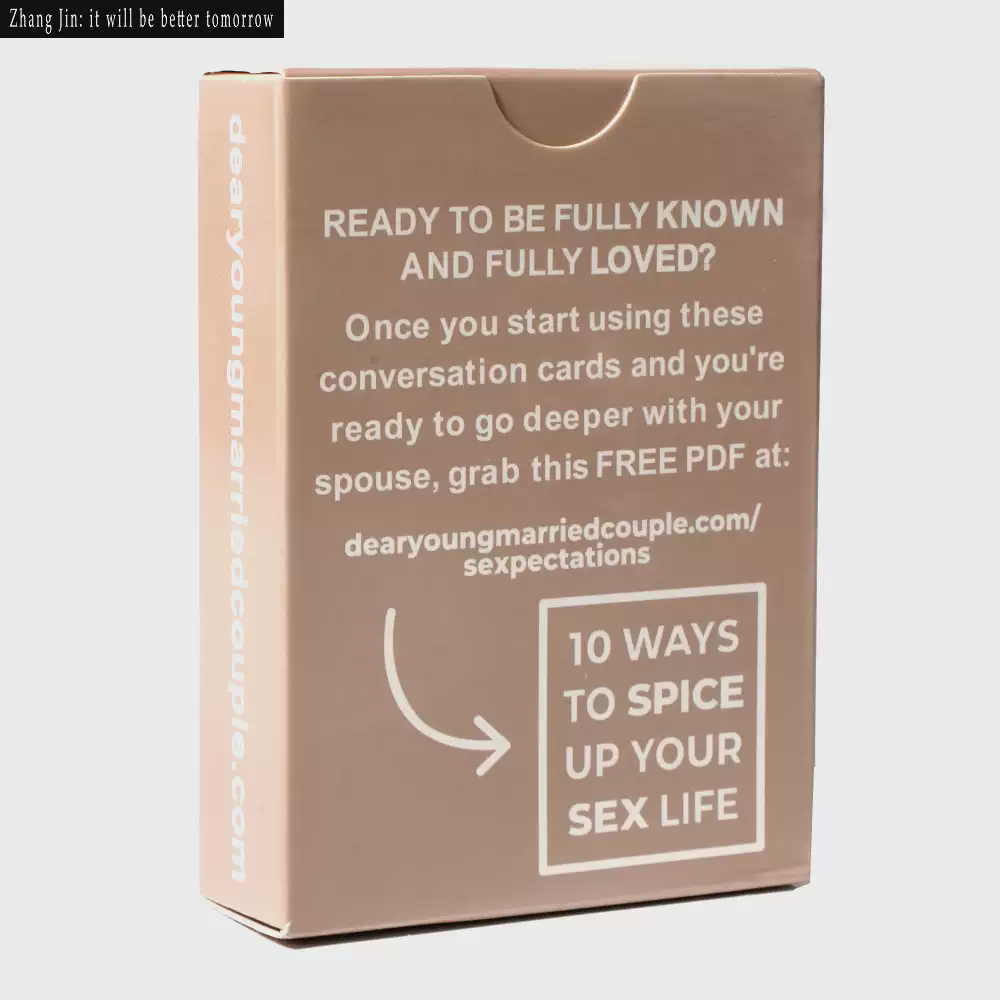 Zhang Jin: it will be better tomorrow
dearyoungmarriedcouple.com
READY TO BE FULLY KNOWN
AND FULLY LOVED?
Once you start using these
conversation cards and you're
ready to go deeper with your
spouse, grab this FREE PDF at:
dearyoungmarriedcouple.com/
sexpectations
10 WAYS
TO SPICE
UP YOUR
SEX LIFE